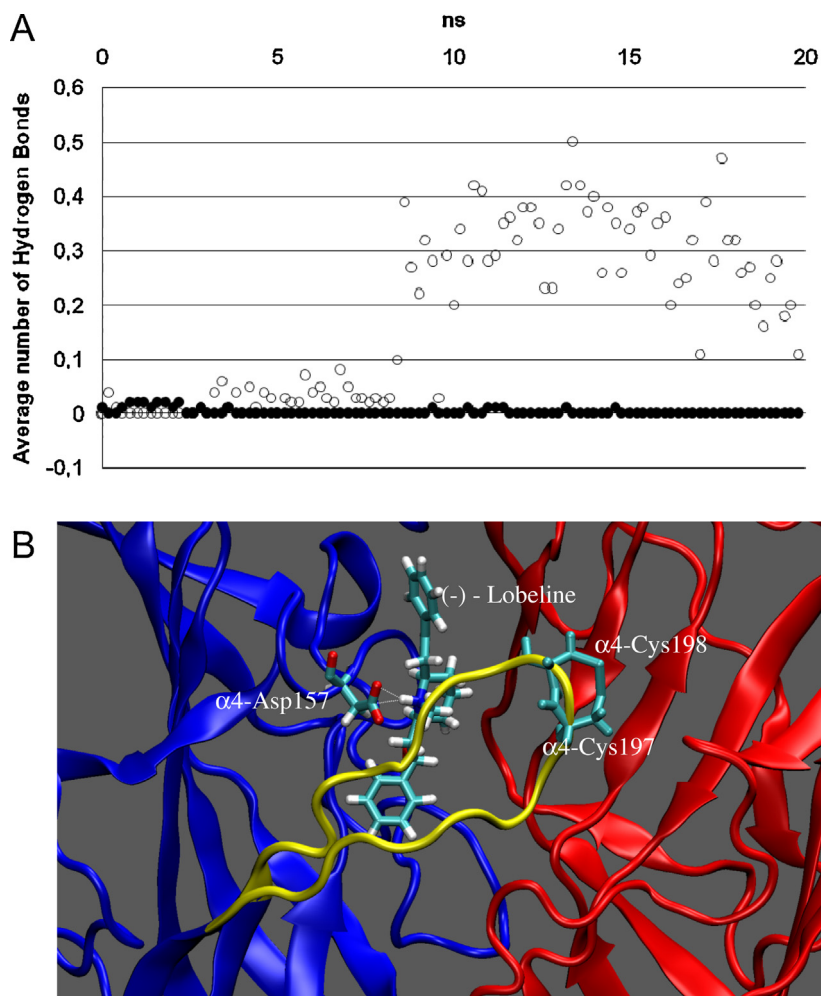 A
ns
0 5 10 15 20
Average number of Hydrogen Bonds
0,6
0,5
0,4
0,3
0,2
0,1
0
-0,1
B
(-) - Lobeline
α4-Cys198
α4-Asp157
α4-Cys197